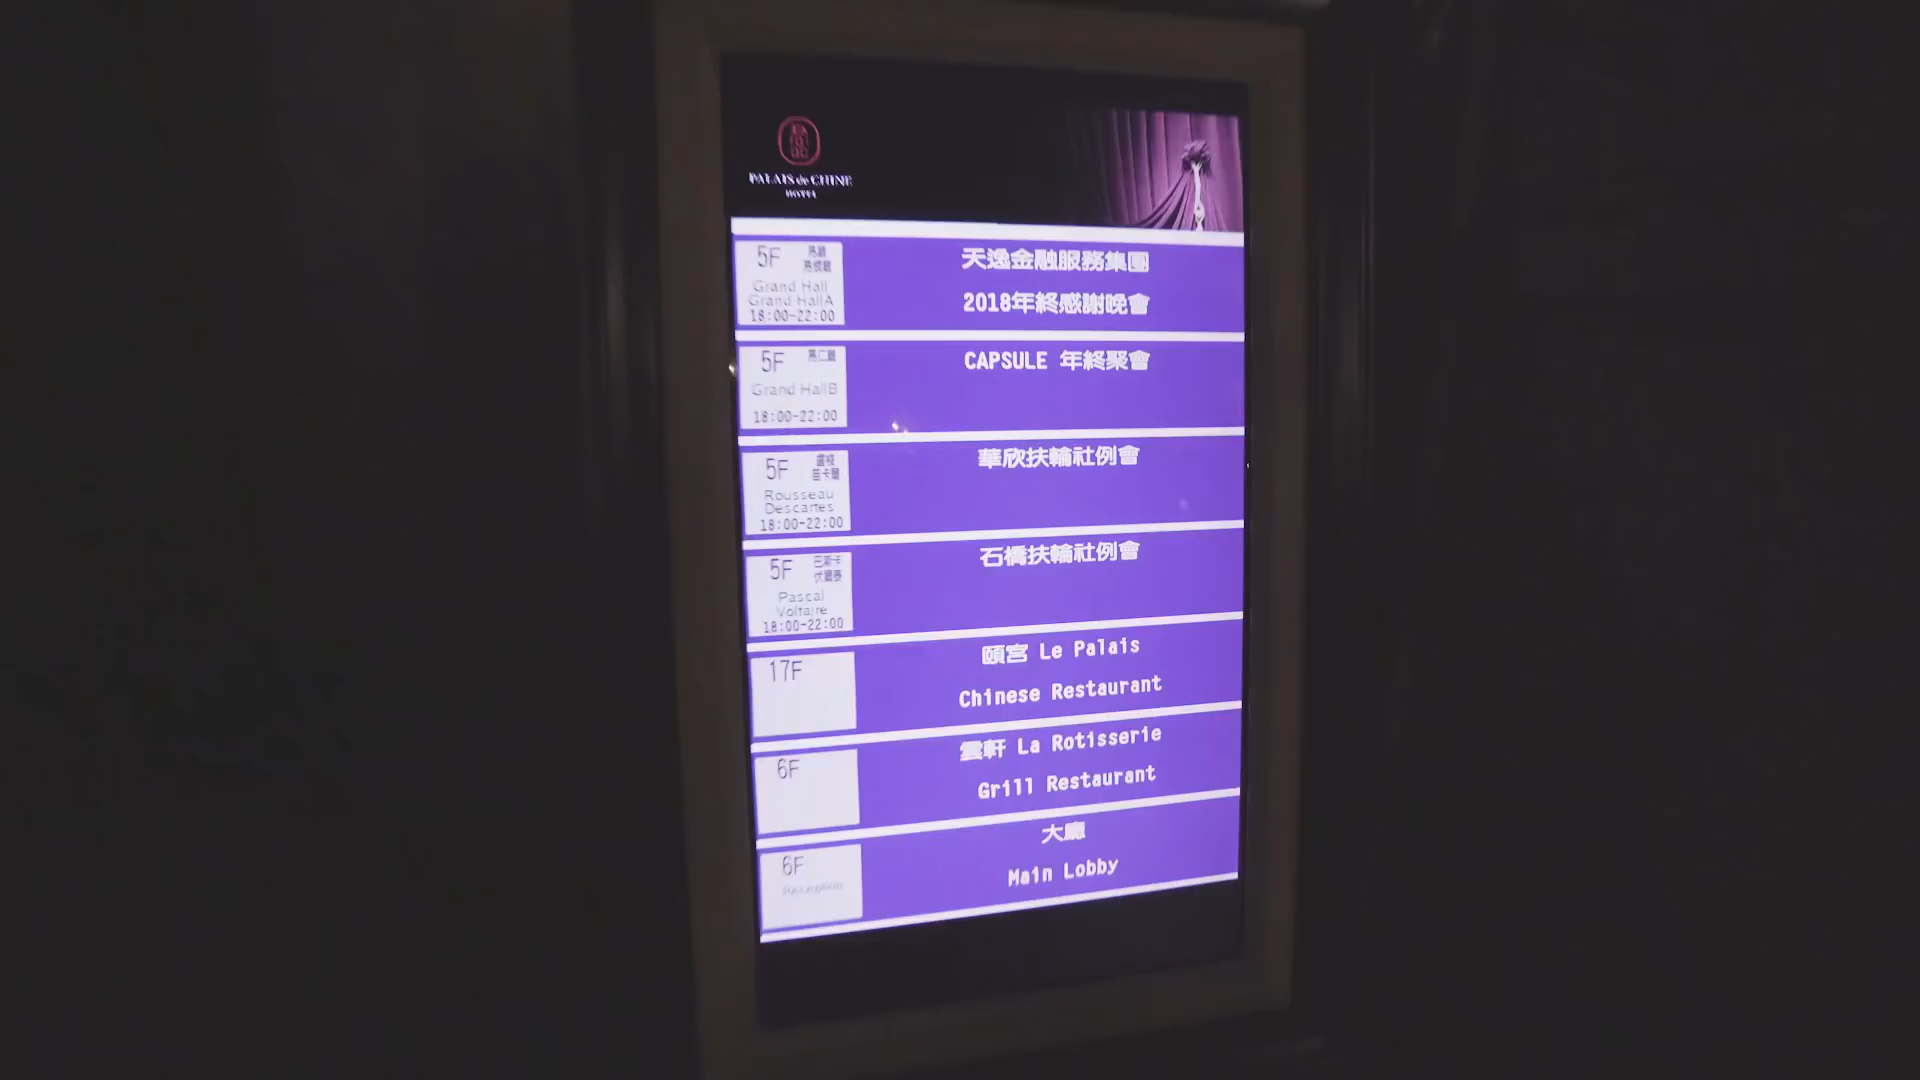 PALAIS de CHINE
HOTEL
5F
Grand Hall
Grand HallA
18:00-22:00
天逸金融服務集團
2018年終感謝晚會
5F
Grand HallB
18:00-22:00
CAPSULE 年終聚會
5F
Rousseau
Descartes
18:00-22:00
華欣扶輪社例會
5F
Pascal
Voltaire
18:00-22:00
石橋扶輪社例會
17F
頤宮 Le Palais
Chinese Restaurant
6F
雲軒 La Rotisserie
Grill Restaurant
6F
Reception
大廳
Main Lobby